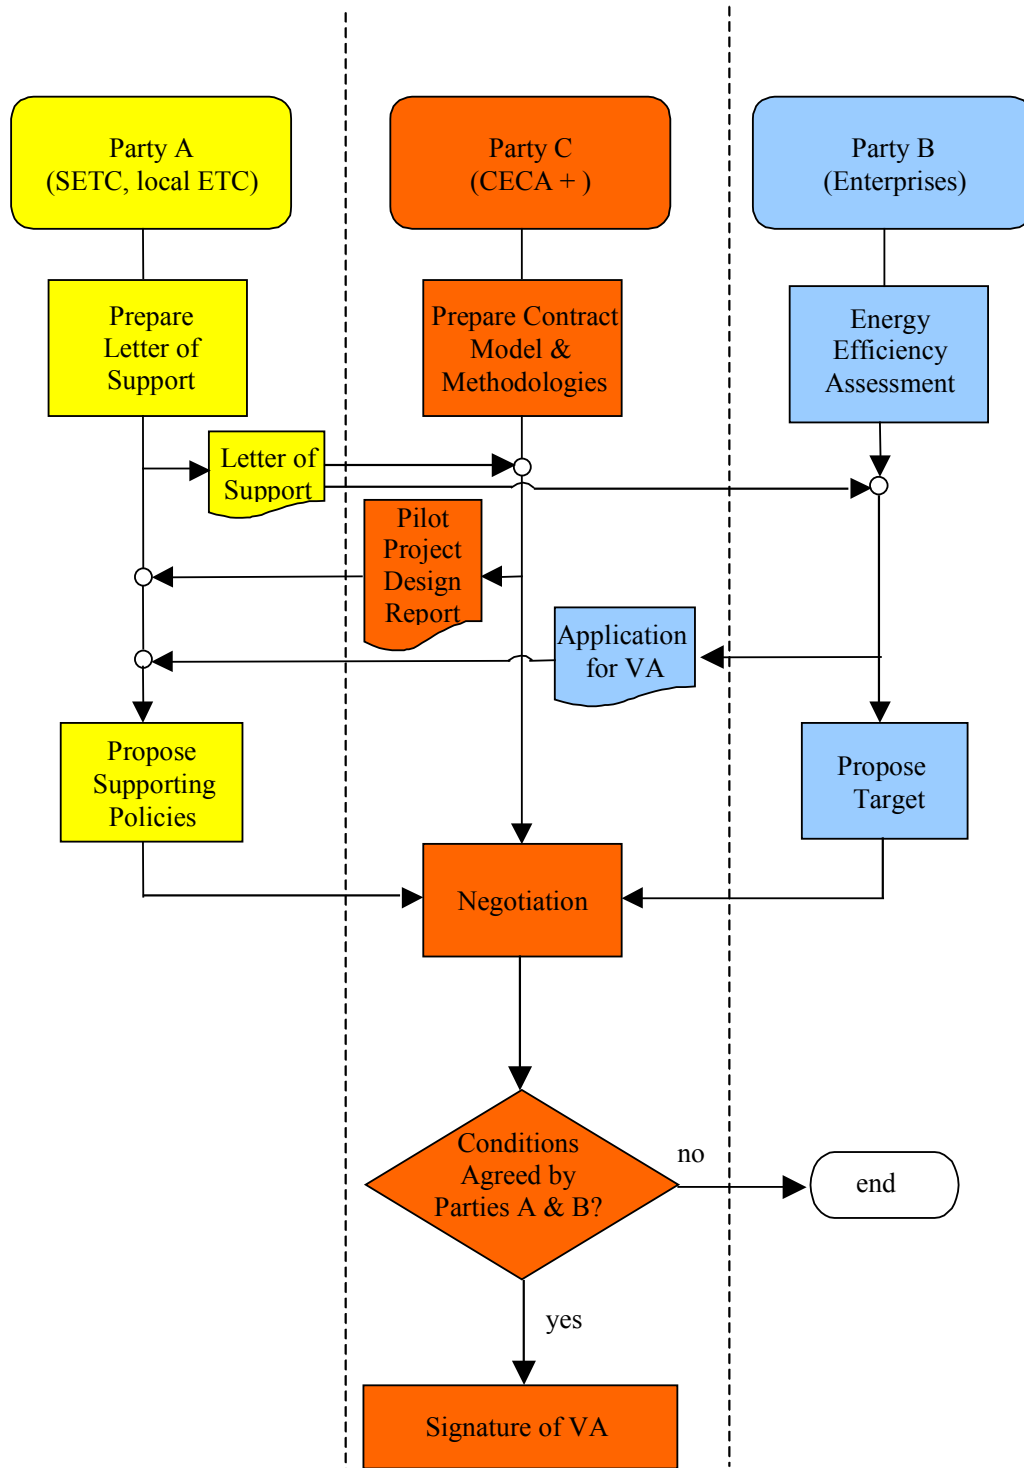 Party A
(SETC, local ETC)
Party C
(CECA + )
Party B
(Enterprises)
Prepare
Letter of
Support
Prepare Contract
Model &
Methodologies
Energy
Efficiency
Assessment
Letter of
Support
Pilot
Project
Design
Report
Application
for VA
Propose
Supporting
Policies
Propose
Target
Negotiation
Conditions
Agreed by
Parties A & B?
no
end
yes
Signature of VA